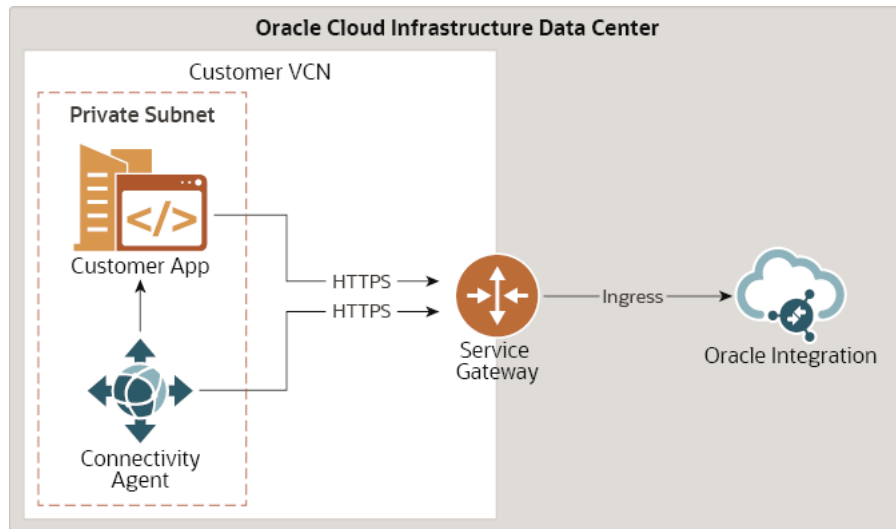 Oracle Cloud Infrastructure Data Center
Customer VCN
Private Subnet
</>
Customer App
HTTPS
HTTPS
Ingress
Service
Gateway
Oracle Integration
Connectivity
Agent